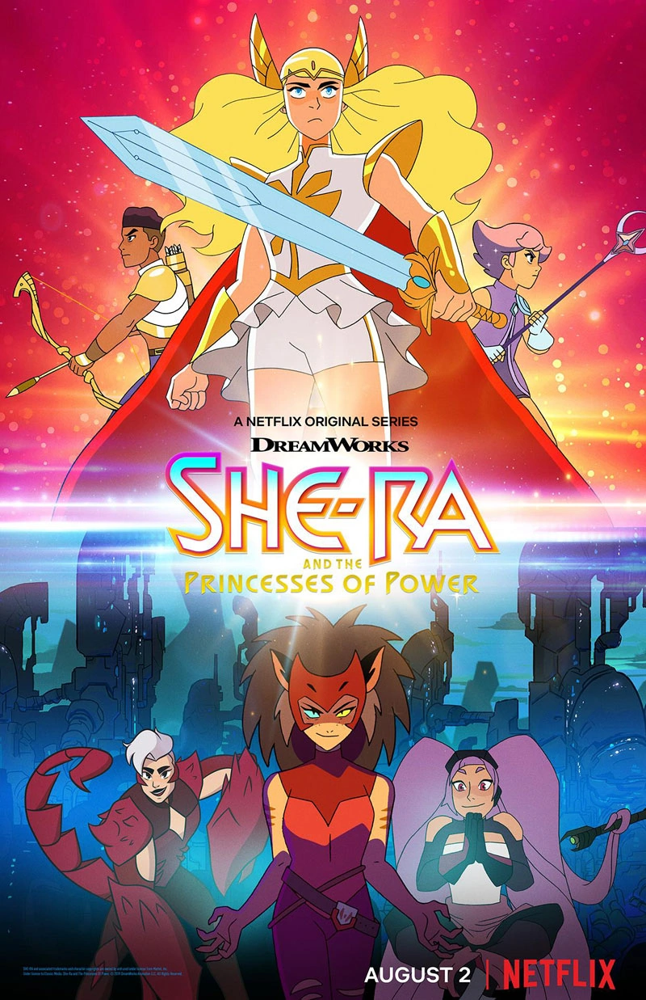 A NETFLIX ORIGINAL SERIES
DREAMWORKS
SHE-RA
AND THE
PRINCESSES OF POWER
AUGUST 2 | NETFLIX